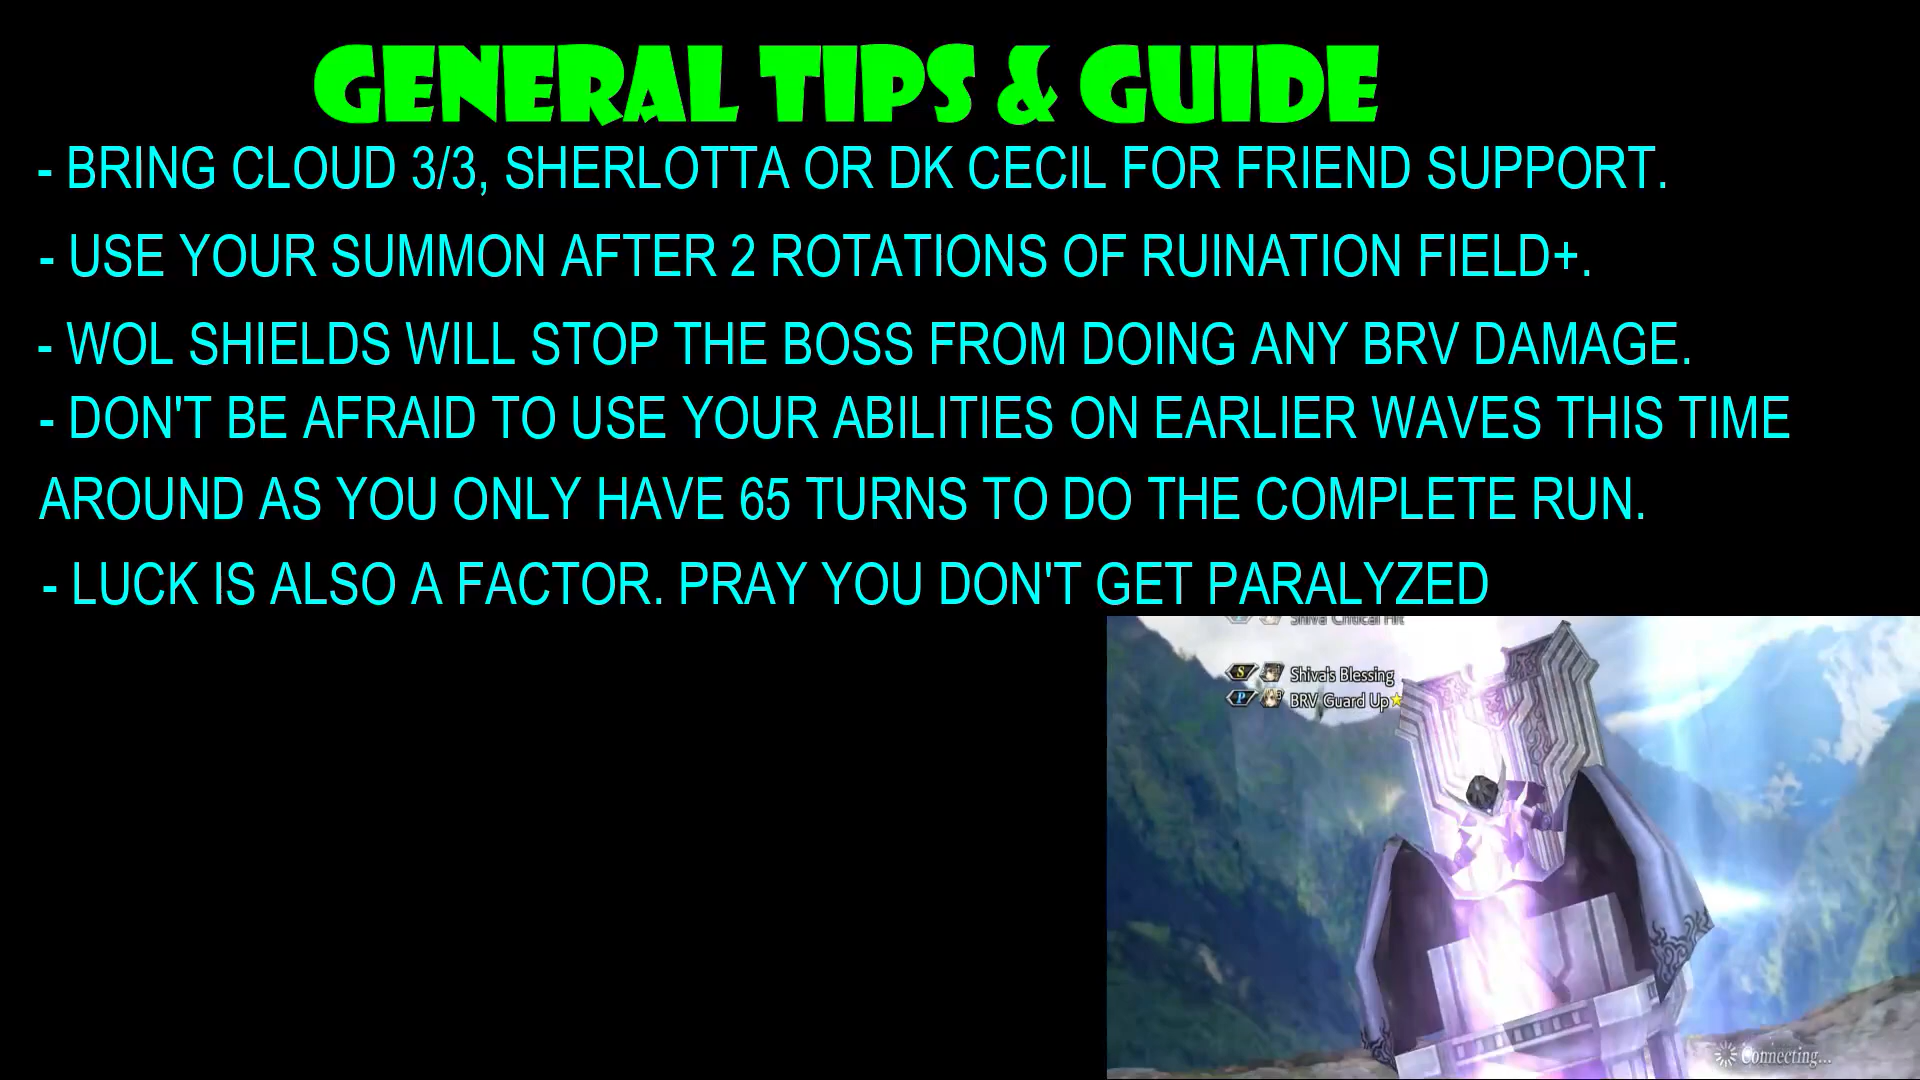 GENERAL TIPS & GUIDE
- BRING CLOUD 3/3, SHERLOTTA OR DK CECIL FOR FRIEND SUPPORT.
- USE YOUR SUMMON AFTER 2 ROTATIONS OF RUINATION FIELD+.
- WOL SHIELDS WILL STOP THE BOSS FROM DOING ANY BRV DAMAGE.
- DON'T BE AFRAID TO USE YOUR ABILITIES ON EARLIER WAVES THIS TIME
AROUND AS YOU ONLY HAVE 65 TURNS TO DO THE COMPLETE RUN.
- LUCK IS ALSO A FACTOR. PRAY YOU DON'T GET PARALYZED
Shiva Critical Hit
S Shiva's Blessing
P BRV Guard Up★
Connecting...